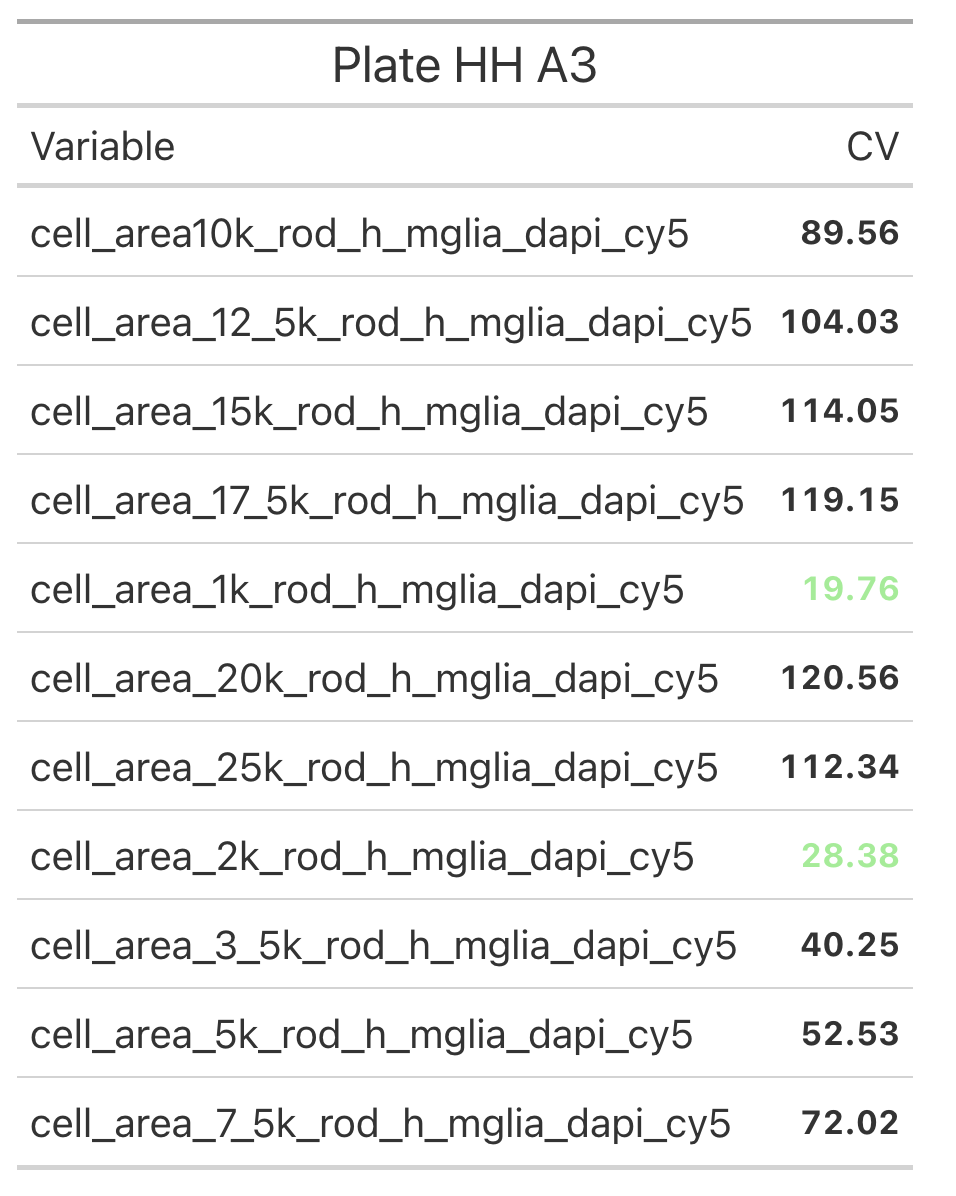 Plate HH A3
Variable CV
cell_area10k_rod_h_mglia_dapi_cy5 89.56
cell_area_12_5k_rod_h_mglia_dapi_cy5 104.03
cell_area_15k_rod_h_mglia_dapi_cy5 114.05
cell_area_17_5k_rod_h_mglia_dapi_cy5 119.15
cell_area_1k_rod_h_mglia_dapi_cy5 19.76
cell_area_20k_rod_h_mglia_dapi_cy5 120.56
cell_area_25k_rod_h_mglia_dapi_cy5 112.34
cell_area_2k_rod_h_mglia_dapi_cy5 28.38
cell_area_3_5k_rod_h_mglia_dapi_cy5 40.25
cell_area_5k_rod_h_mglia_dapi_cy5 52.53
cell_area_7_5k_rod_h_mglia_dapi_cy5 72.02